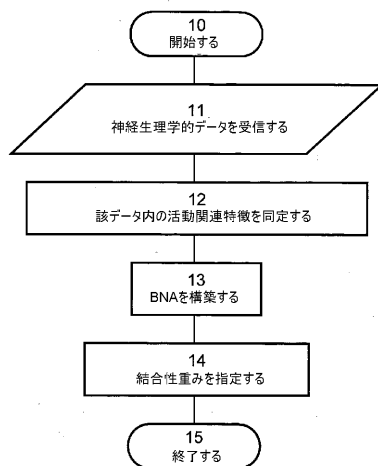 10
開始する
11
神経生理学的データを受信する
12
該データ内の活動関連特徴を同定する
13
BNAを構築する
14
結合性重みを指定する
15
終了する